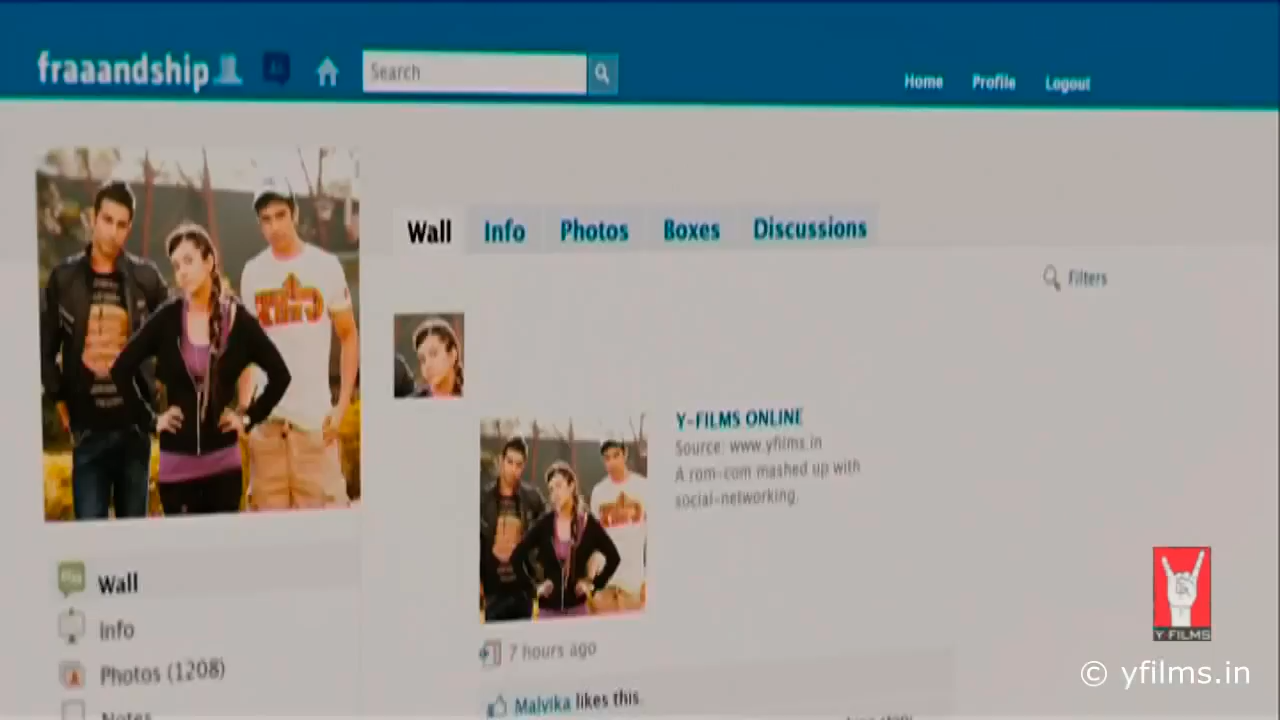 fraaandship
Search
Home Profile Logout
Wall Info Photos Boxes Discussions
Filters
Y-FILMS ONLINE
Source: www.yfilms.in
A rom-com mashed up with
social-networking.
7 hours ago
Malvika likes this.
Wall
Info
Photos (1208)
Notes
Y-FILMS
© yfilms.in